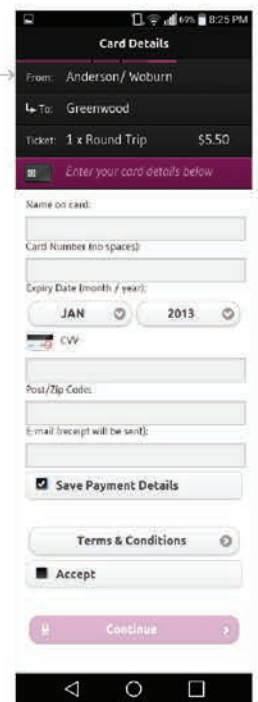 69% 8:25 PM
Card Details
From: Anderson/ Woburn
To: Greenwood
Ticket: 1 x Round Trip $5.50
Enter your card details below
Name on card:
Card Number (no spaces):
Expiry Date (month / year):
JAN 2013
CVV
Post/Zip Code:
E-mail (receipt will be sent):
Save Payment Details
Terms & Conditions
Accept
Continue